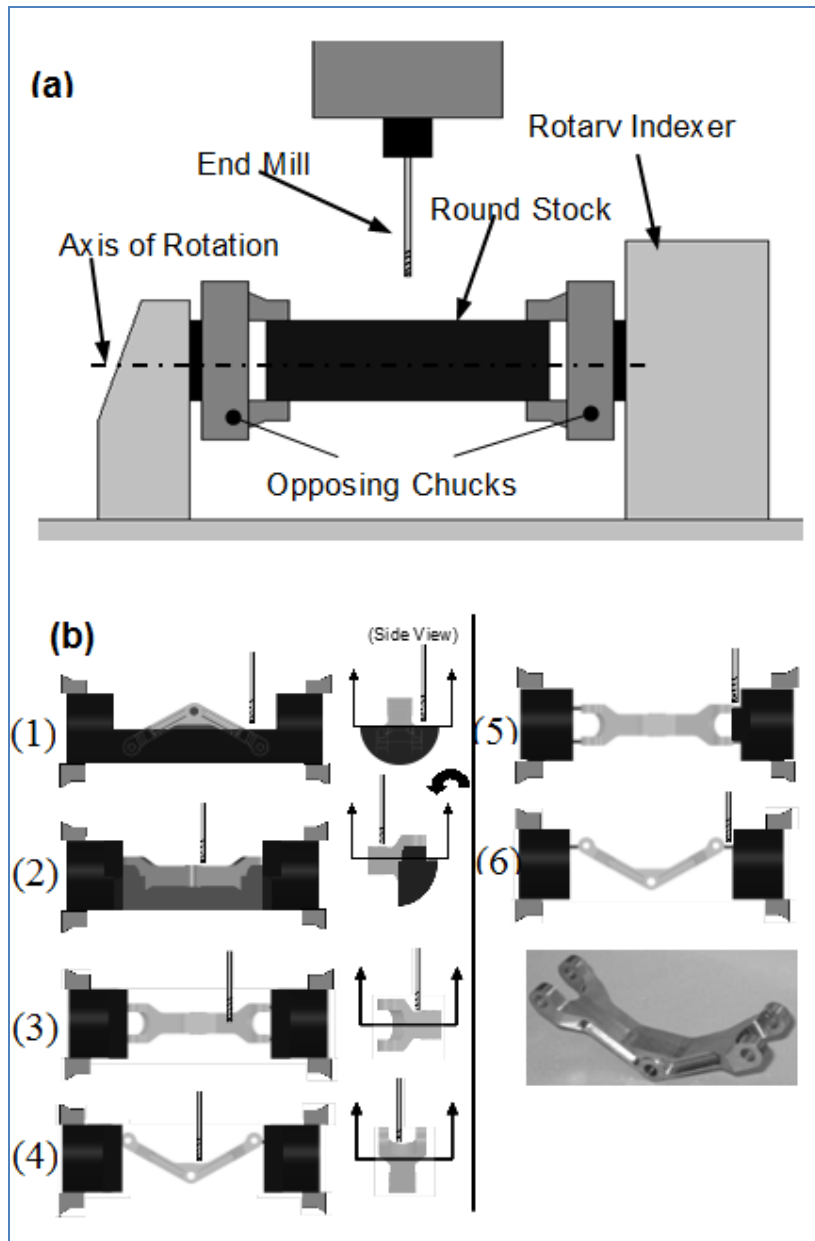 (a)
Rotary Indexer
End Mill
Round Stock
Axis of Rotation
Opposing Chucks
(b)
(Side View)
(1)
(2)
(3)
(4)
(5)
(6)